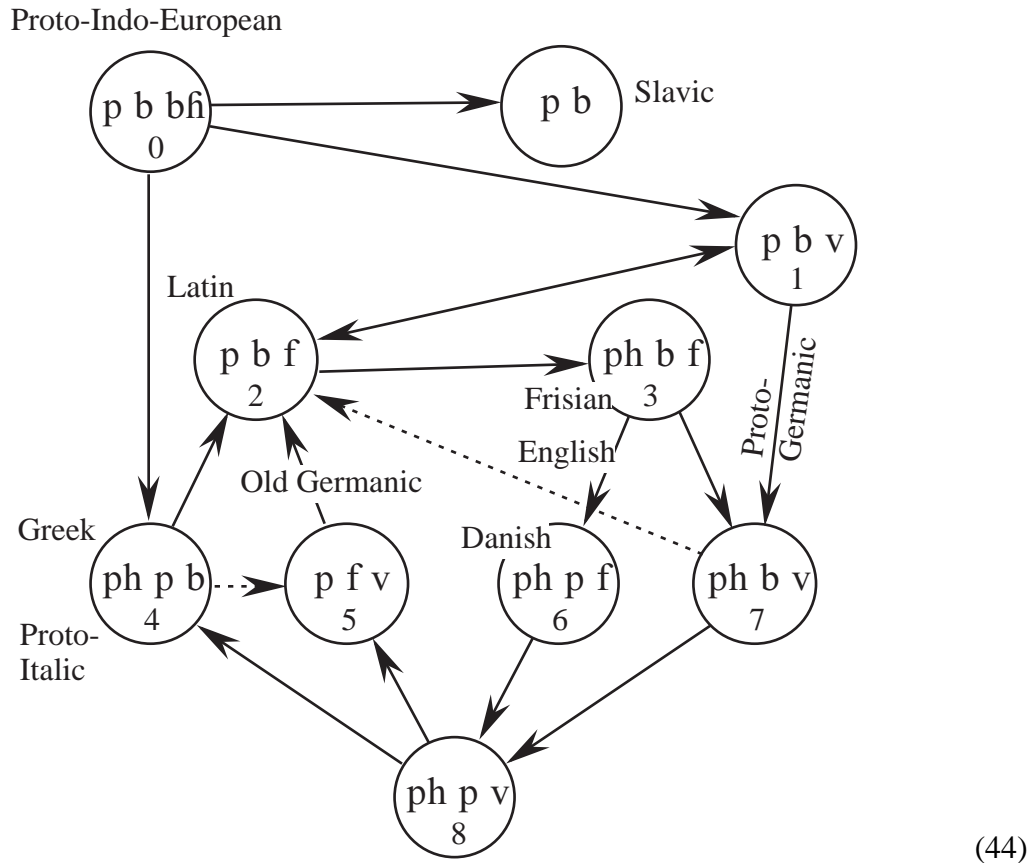 Proto-Indo-European
p b bɦ
0
p b
Slavic
p b v
1
Latin
p b f
2
ph b f
3
Frisian
Proto-
Germanic
English
Old Germanic
Greek
Danish
ph p b
4
p f v
5
ph p f
6
ph b v
7
Proto-
Italic
ph p v
8
(44)